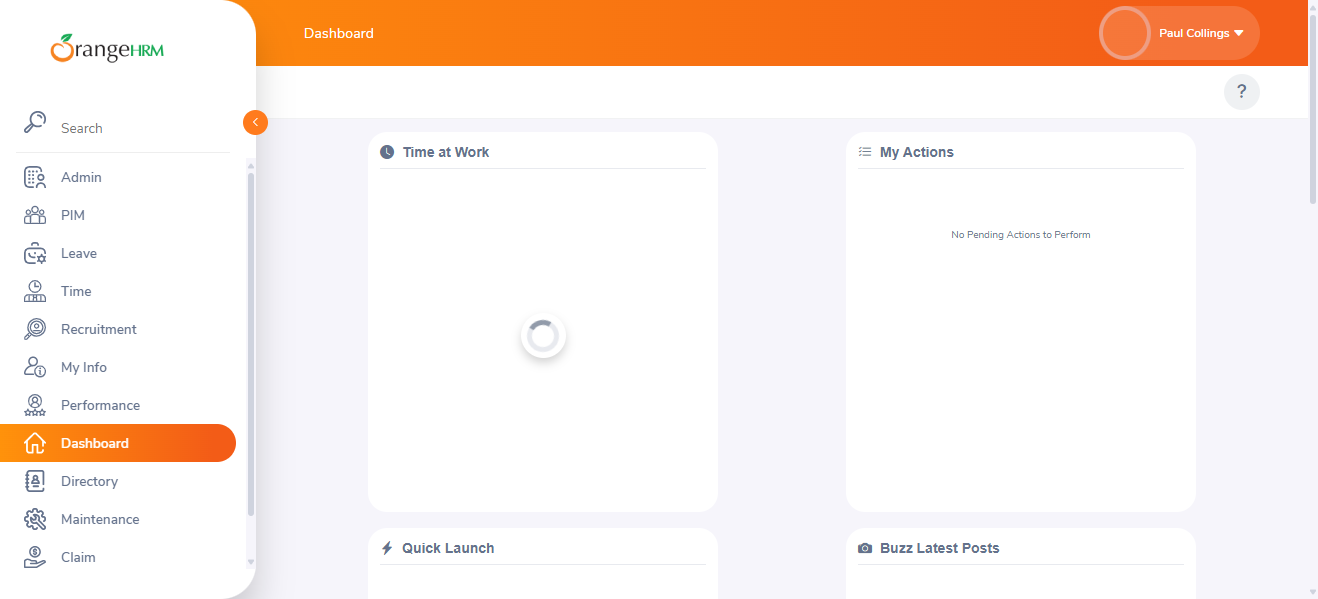 OrangeHRM
Dashboard
Paul Collings
?
Search
Admin
PIM
Leave
Time
Recruitment
My Info
Performance
Dashboard
Directory
Maintenance
Claim
Time at Work
My Actions
No Pending Actions to Perform
Quick Launch
Buzz Latest Posts